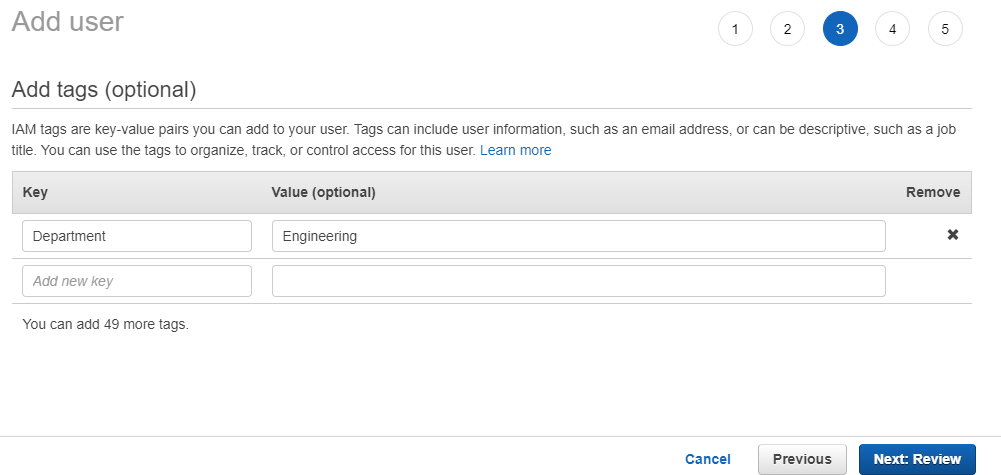 Add user
1 2 3 4 5
Add tags (optional)
IAM tags are key-value pairs you can add to your user. Tags can include user information, such as an email address, or can be descriptive, such as a job
title. You can use the tags to organize, track, or control access for this user. Learn more
Key Value (optional) Remove
Department Engineering ✖
Add new key
You can add 49 more tags.
Cancel Previous Next: Review